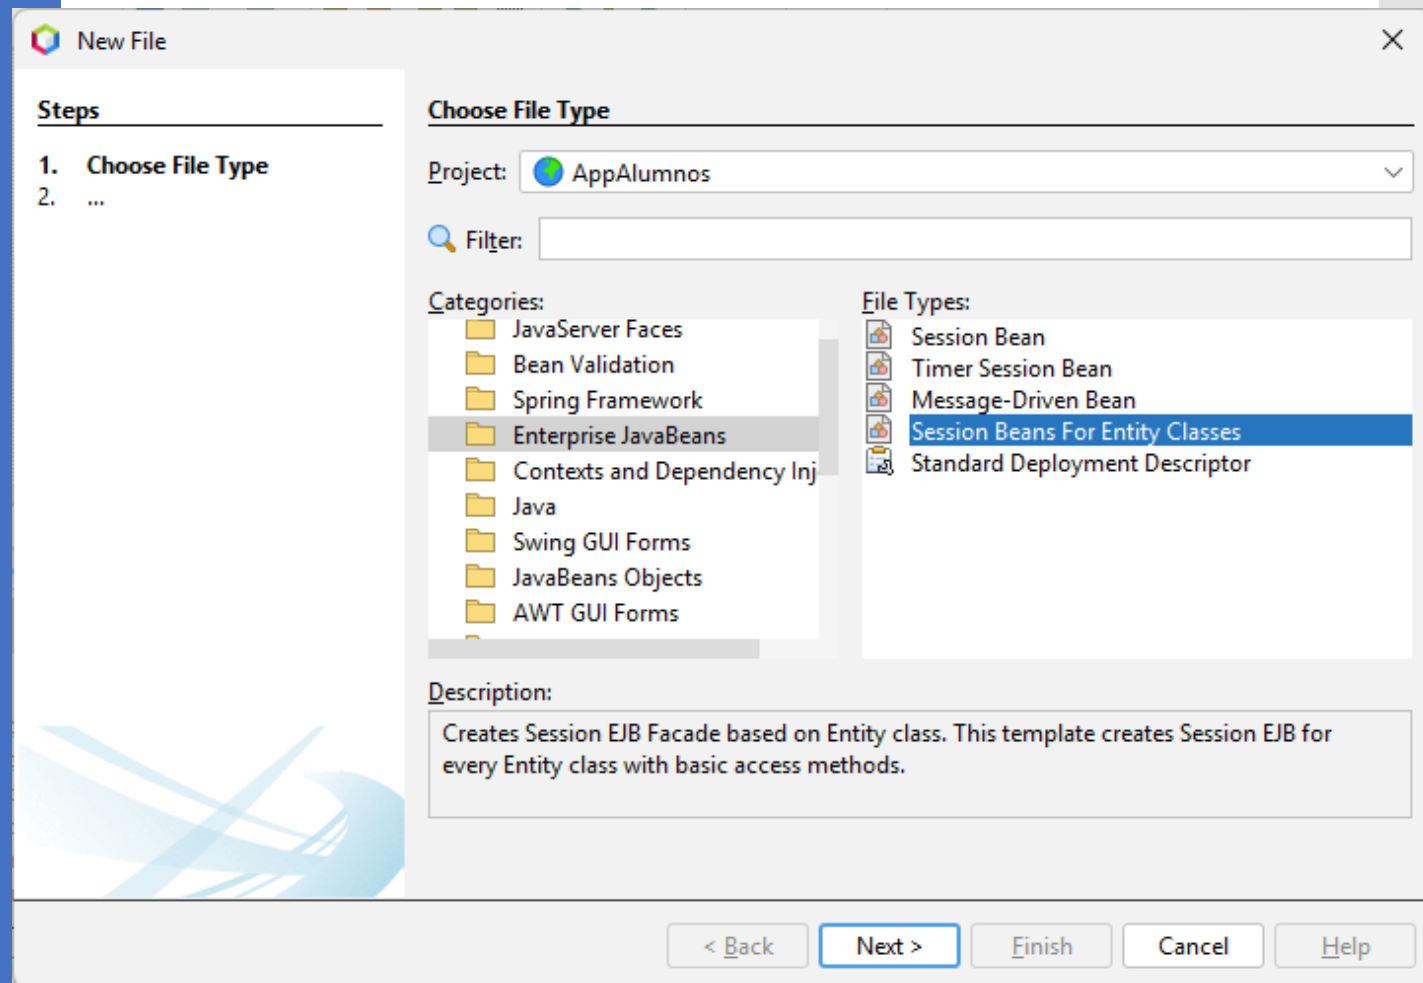 New File
Steps
1. Choose File Type
2. ...
Choose File Type
Project: AppAlumnos
Filter:
Categories:
JavaServer Faces
Bean Validation
Spring Framework
Enterprise JavaBeans
Contexts and Dependency Inj
Java
Swing GUI Forms
JavaBeans Objects
AWT GUI Forms
File Types:
Session Bean
Timer Session Bean
Message-Driven Bean
Session Beans For Entity Classes
Standard Deployment Descriptor
Description:
Creates Session EJB Facade based on Entity class. This template creates Session EJB for
every Entity class with basic access methods.
< Back Next > Finish Cancel Help